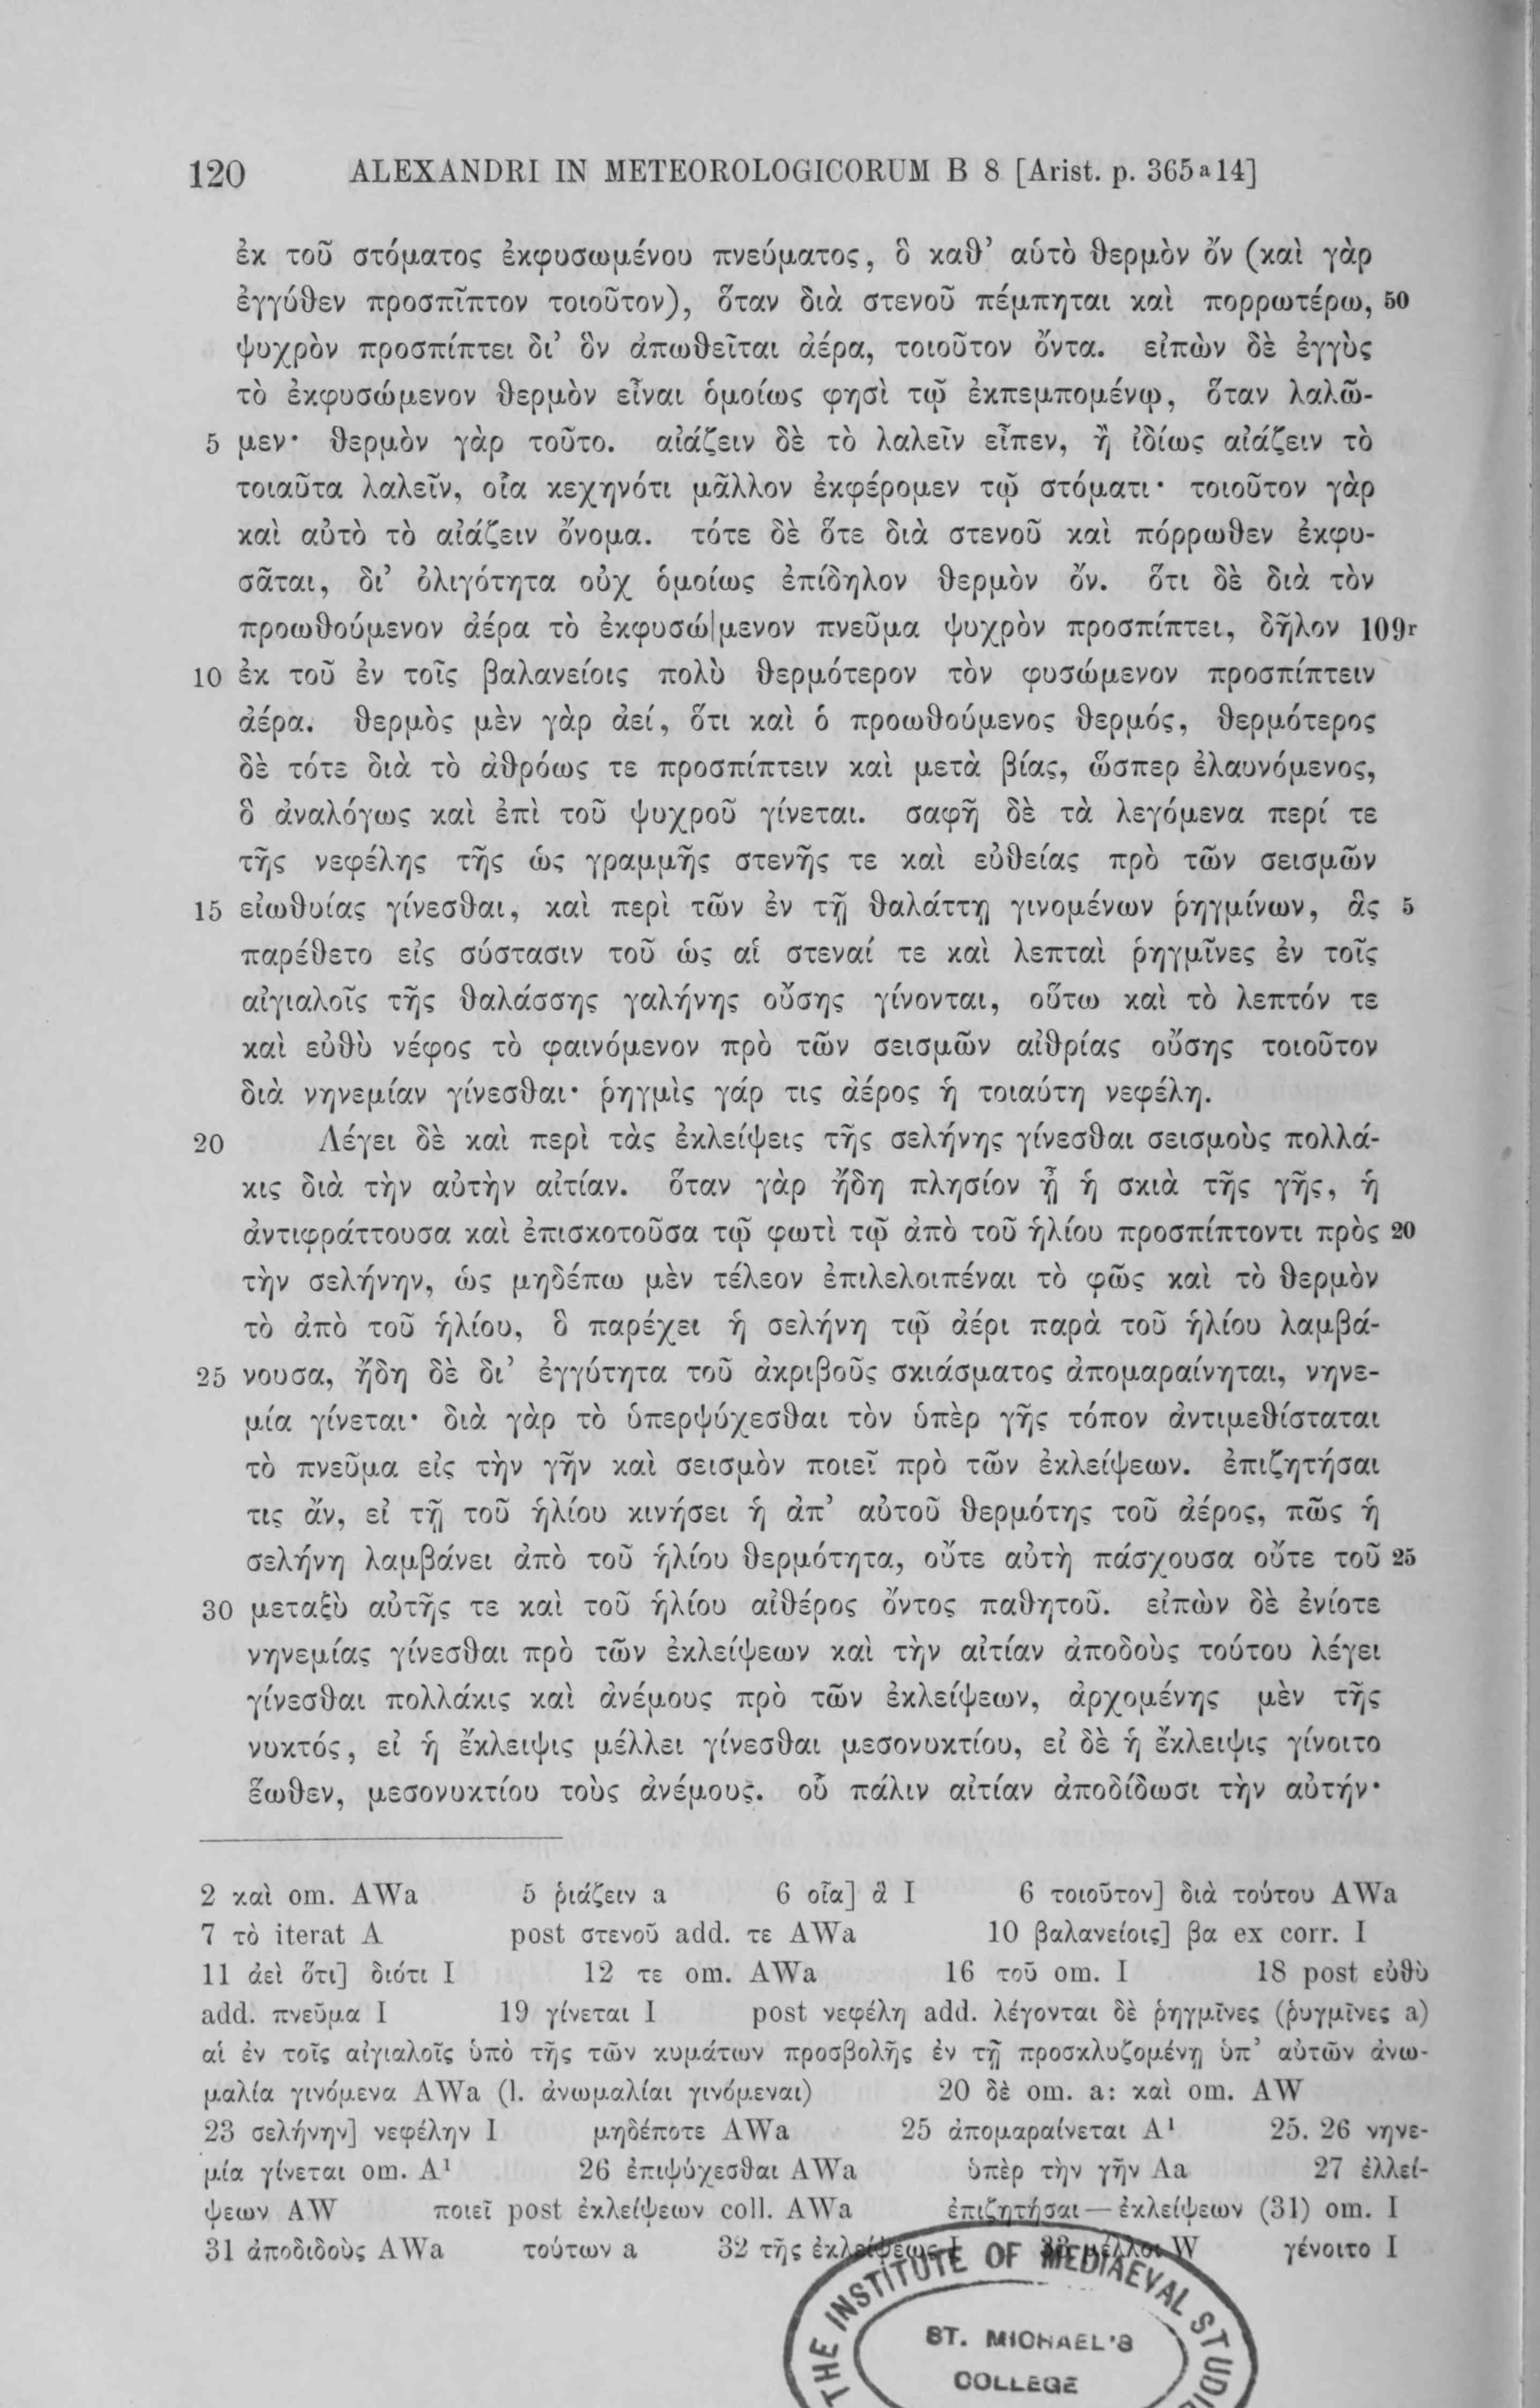 120 ALEXANDRI IN METEOROLOGICORUM B 8 [Arist. p. 365ª14]
ἐκ τοῦ στόματος ἐκφυσωμένου πνεύματος, ὃ καθ’ αὑτὸ θερμὸν ὂν (καὶ γὰρ
ἐγγύθεν προσπῖπτον τοιοῦτον), ὅταν διὰ στενοῦ πέμπηται καὶ πορρωτέρω, 50
ψυχρὸν προσπίπτει δι’ ὃν ἀπωθεῖται ἀέρα, τοιοῦτον ὄντα. εἰπὼν δὲ ἐγγὺς
τὸ ἐκφυσώμενον θερμὸν εἶναι ὁμοίως φησὶ τῷ ἐκπεμπομένῳ, ὅταν λαλῶ-
5 μεν· θερμὸν γὰρ τοῦτο. αἰάζειν δὲ τὸ λαλεῖν εἶπεν, ἢ ἰδίως αἰάζειν τὸ
τοιαῦτα λαλεῖν, οἷα κεχηνότι μᾶλλον ἐκφέρομεν τῷ στόματι· τοιοῦτον γὰρ
καὶ αὐτὸ τὸ αἰάζειν ὄνομα. τότε δὲ ὅτε διὰ στενοῦ καὶ πόρρωθεν ἐκφυ-
σᾶται, δι’ ὀλιγότητα οὐχ ὁμοίως ἐπίδηλον θερμὸν ὄν. ὅτι δὲ διὰ τὸν
προωθούμενον ἀέρα τὸ ἐκφυσώ|μενον πνεῦμα ψυχρὸν προσπίπτει, δῆλον 109r
10 ἐκ τοῦ ἐν τοῖς βαλανείοις πολὺ θερμότερον τὸν φυσώμενον προσπίπτειν
ἀέρα. θερμὸς μὲν γὰρ ἀεί, ὅτι καὶ ὁ προωθούμενος θερμός, θερμότερος
δὲ τότε διὰ τὸ ἀθρόως τε προσπίπτειν καὶ μετὰ βίας, ὥσπερ ἐλαυνόμενος,
ὃ ἀναλόγως καὶ ἐπὶ τοῦ ψυχροῦ γίνεται. σαφῆ δὲ τὰ λεγόμενα περί τε
τῆς νεφέλης τῆς ὡς γραμμῆς στενῆς τε καὶ εὐθείας πρὸ τῶν σεισμῶν
15 εἰωθυίας γίνεσθαι, καὶ περὶ τῶν ἐν τῇ θαλάττῃ γινομένων ῥηγμίνων, ἃς 5
παρέθετο εἰς σύστασιν τοῦ ὡς αἱ στεναί τε καὶ λεπταὶ ῥηγμῖνες ἐν τοῖς
αἰγιαλοῖς τῆς θαλάσσης γαλήνης οὔσης γίνονται, οὕτω καὶ τὸ λεπτόν τε
καὶ εὐθὺ νέφος τὸ φαινόμενον πρὸ τῶν σεισμῶν αἰθρίας οὔσης τοιοῦτον
διὰ νηνεμίαν γίνεσθαι· ῥηγμὶς γάρ τις ἀέρος ἡ τοιαύτη νεφέλη.
20 Λέγει δὲ καὶ περὶ τὰς ἐκλείψεις τῆς σελήνης γίνεσθαι σεισμοὺς πολλά-
κις διὰ τὴν αὐτὴν αἰτίαν. ὅταν γὰρ ἤδη πλησίον ᾖ ἡ σκιὰ τῆς γῆς, ἡ
ἀντιφράττουσα καὶ ἐπισκοτοῦσα τῷ φωτὶ τῷ ἀπὸ τοῦ ἡλίου προσπίπτοντι πρὸς 20
τὴν σελήνην, ὡς μηδέπω μὲν τέλεον ἐπιλελοιπέναι τὸ φῶς καὶ τὸ θερμὸν
τὸ ἀπὸ τοῦ ἡλίου, ὃ παρέχει ἡ σελήνη τῷ ἀέρι παρὰ τοῦ ἡλίου λαμβά-
25 νουσα, ἤδη δὲ δι’ ἐγγύτητα τοῦ ἀκριβοῦς σκιάσματος ἀπομαραίνηται, νηνε-
μία γίνεται· διὰ γὰρ τὸ ὑπερψύχεσθαι τὸν ὑπὲρ γῆς τόπον ἀντιμεθίσταται
τὸ πνεῦμα εἰς τὴν γῆν καὶ σεισμὸν ποιεῖ πρὸ τῶν ἐκλείψεων. ἐπιζητήσαι
τις ἄν, εἰ τῇ τοῦ ἡλίου κινήσει ἡ ἀπ’ αὐτοῦ θερμότης τοῦ ἀέρος, πῶς ἡ
σελήνη λαμβάνει ἀπὸ τοῦ ἡλίου θερμότητα, οὔτε αὐτὴ πάσχουσα οὔτε τοῦ 25
30 μεταξὺ αὐτῆς τε καὶ τοῦ ἡλίου αἰθέρος ὄντος παθητοῦ. εἰπὼν δὲ ἐνίοτε
νηνεμίας γίνεσθαι πρὸ τῶν ἐκλείψεων καὶ τὴν αἰτίαν ἀποδοὺς τούτου λέγει
γίνεσθαι πολλάκις καὶ ἀνέμους πρὸ τῶν ἐκλείψεων, ἀρχομένης μὲν τῆς
νυκτός, εἰ ἡ ἔκλειψις μέλλει γίνεσθαι μεσονυκτίου, εἰ δὲ ἡ ἔκλειψις γίνοιτο
ἕωθεν, μεσονυκτίου τοὺς ἀνέμους. οὗ πάλιν αἰτίαν ἀποδίδωσι τὴν αὐτήν·
2 καὶ om. AWa 5 ῥιάζειν a 6 οἷα] ἃ I 6 τοιοῦτον] διὰ τούτου AWa
7 τὸ iterat A post στενοῦ add. τε AWa 10 βαλανείοις] βα ex corr. I
11 ἀεὶ ὅτι] διότι I 12 τε om. AWa 16 τοῦ om. I 18 post εὐθὺ
add. πνεῦμα I 19 γίνεται I post νεφέλη add. λέγονται δὲ ῥηγμῖνες (ῥυγμῖνες a)
αἱ ἐν τοῖς αἰγιαλοῖς ὑπὸ τῆς τῶν κυμάτων προσβολῆς ἐν τῇ προσκλυζομένῃ ὑπ’ αὐτῶν ἀνω-
μαλία γινόμενα AWa (l. ἀνωμαλίαι γινόμεναι) 20 δὲ om. a: καὶ om. AW
23 σελήνην] νεφέλην I μηδέποτε AWa 25 ἀπομαραίνεται A¹ 25. 26 νηνε-
μία γίνεται om. A¹ 26 ἐπιψύχεσθαι AWa ὑπὲρ τὴν γῆν Aa 27 ἐλλεί-
ψεων AW ποιεῖ post ἐκλείψεων coll. AWa ἐπιζητήσαι — ἐκλείψεων (31) om. I
31 ἀποδιδοὺς AWa τούτων a 32 τῆς ἐκλείψεως I 33 μέλλοι W γένοιτο I
THE INSTITUTE OF MEDIAEVAL STUDI
ST. MICHAEL'S
COLLEGE